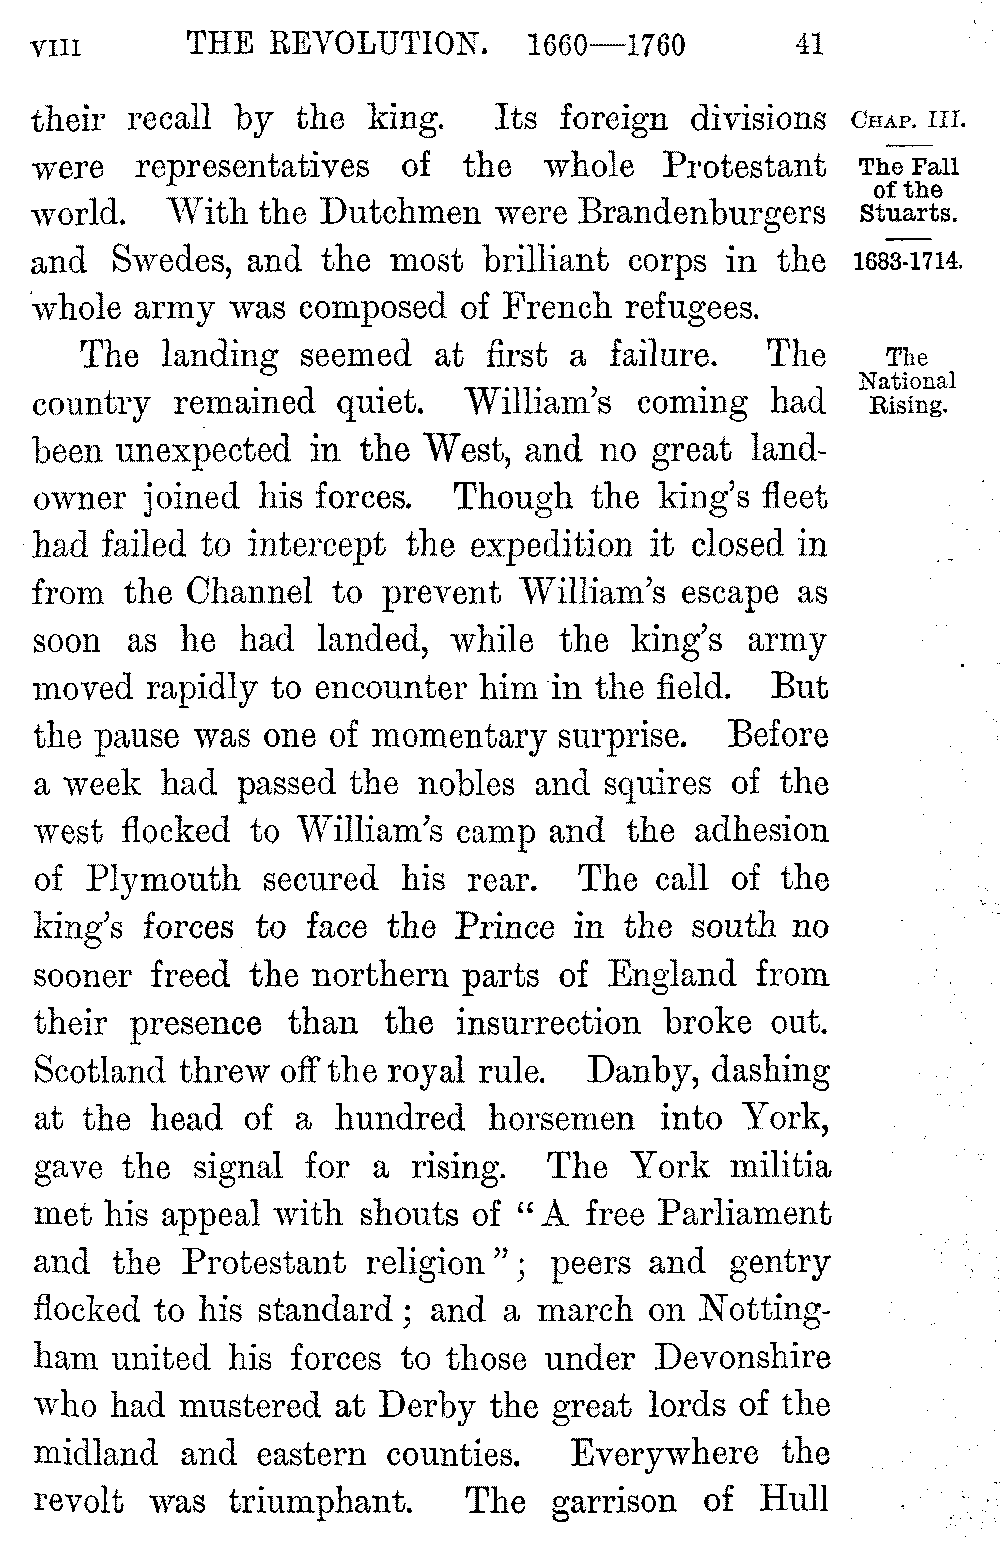 VIII THE REVOLUTION. 1660—1760 41
their recall by the king. Its foreign divisions
were representatives of the whole Protestant
world. With the Dutchmen were Brandenburgers
and Swedes, and the most brilliant corps in the
whole army was composed of French refugees.
CHAP. III.
The Fall
of the
Stuarts.
1683-1714.
The landing seemed at first a failure. The
country remained quiet. William's coming had
been unexpected in the West, and no great land-
owner joined his forces. Though the king's fleet
had failed to intercept the expedition it closed in
from the Channel to prevent William's escape as
soon as he had landed, while the king's army
moved rapidly to encounter him in the field. But
the pause was one of momentary surprise. Before
a week had passed the nobles and squires of the
west flocked to William's camp and the adhesion
of Plymouth secured his rear. The call of the
king's forces to face the Prince in the south no
sooner freed the northern parts of England from
their presence than the insurrection broke out.
Scotland threw off the royal rule. Danby, dashing
at the head of a hundred horsemen into York,
gave the signal for a rising. The York militia
met his appeal with shouts of "A free Parliament
and the Protestant religion"; peers and gentry
flocked to his standard; and a march on Notting-
ham united his forces to those under Devonshire
who had mustered at Derby the great lords of the
midland and eastern counties. Everywhere the
revolt was triumphant. The garrison of Hull
The
National
Rising.